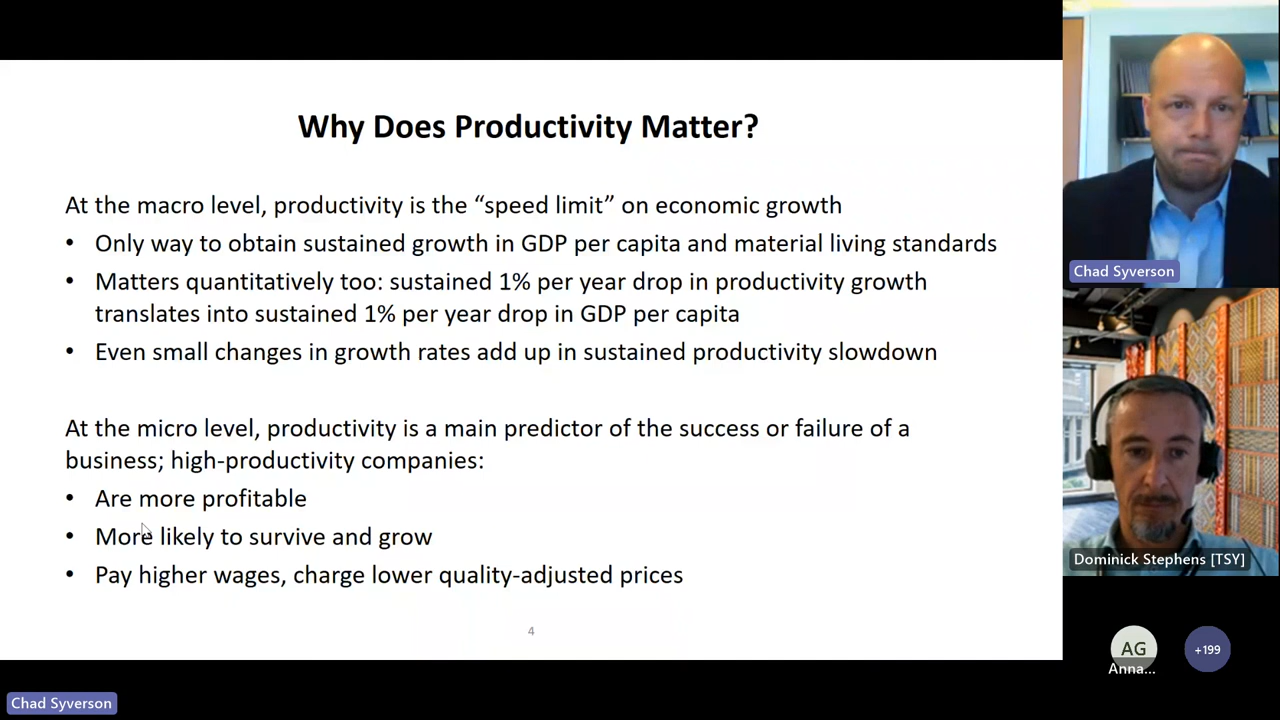 Why Does Productivity Matter?
At the macro level, productivity is the “speed limit” on economic growth
• Only way to obtain sustained growth in GDP per capita and material living standards
• Matters quantitatively too: sustained 1% per year drop in productivity growth
translates into sustained 1% per year drop in GDP per capita
• Even small changes in growth rates add up in sustained productivity slowdown
At the micro level, productivity is a main predictor of the success or failure of a
business; high-productivity companies:
• Are more profitable
• More likely to survive and grow
• Pay higher wages, charge lower quality-adjusted prices
4
Chad Syverson
Chad Syverson
Dominick Stephens [TSY]
AG
Anna...
+199